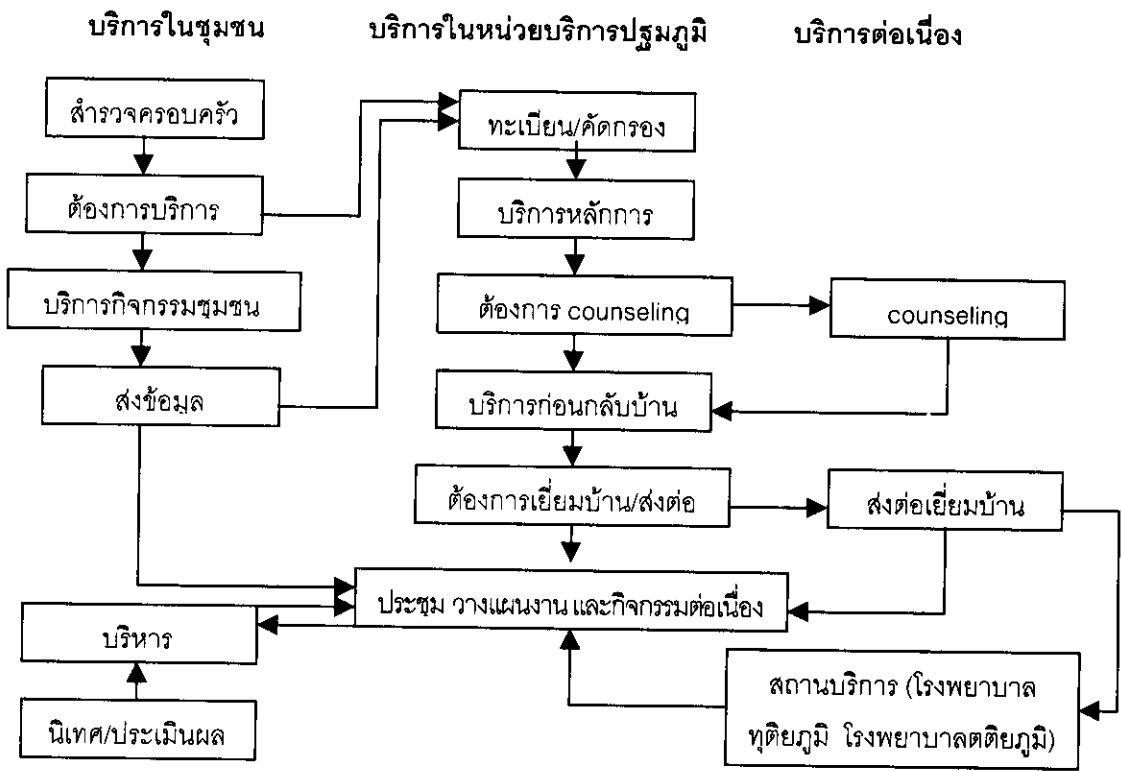 บริการในชุมชน
บริการในหน่วยบริการปฐมภูมิ
บริการต่อเนื่อง
สำรวจครอบครัว
ต้องการบริการ
บริการกิจกรรมชุมชน
ส่งข้อมูล
ทะเบียน/คัดกรอง
บริการหลักการ
ต้องการ counseling
counseling
บริการก่อนกลับบ้าน
ต้องการเยี่ยมบ้าน/ส่งต่อ
ส่งต่อเยี่ยมบ้าน
ประชุม วางแผนงาน และกิจกรรมต่อเนื่อง
บริหาร
นิเทศ/ประเมินผล
สถานบริการ (โรงพยาบาล
ทุติยภูมิ โรงพยาบาลตติยภูมิ)